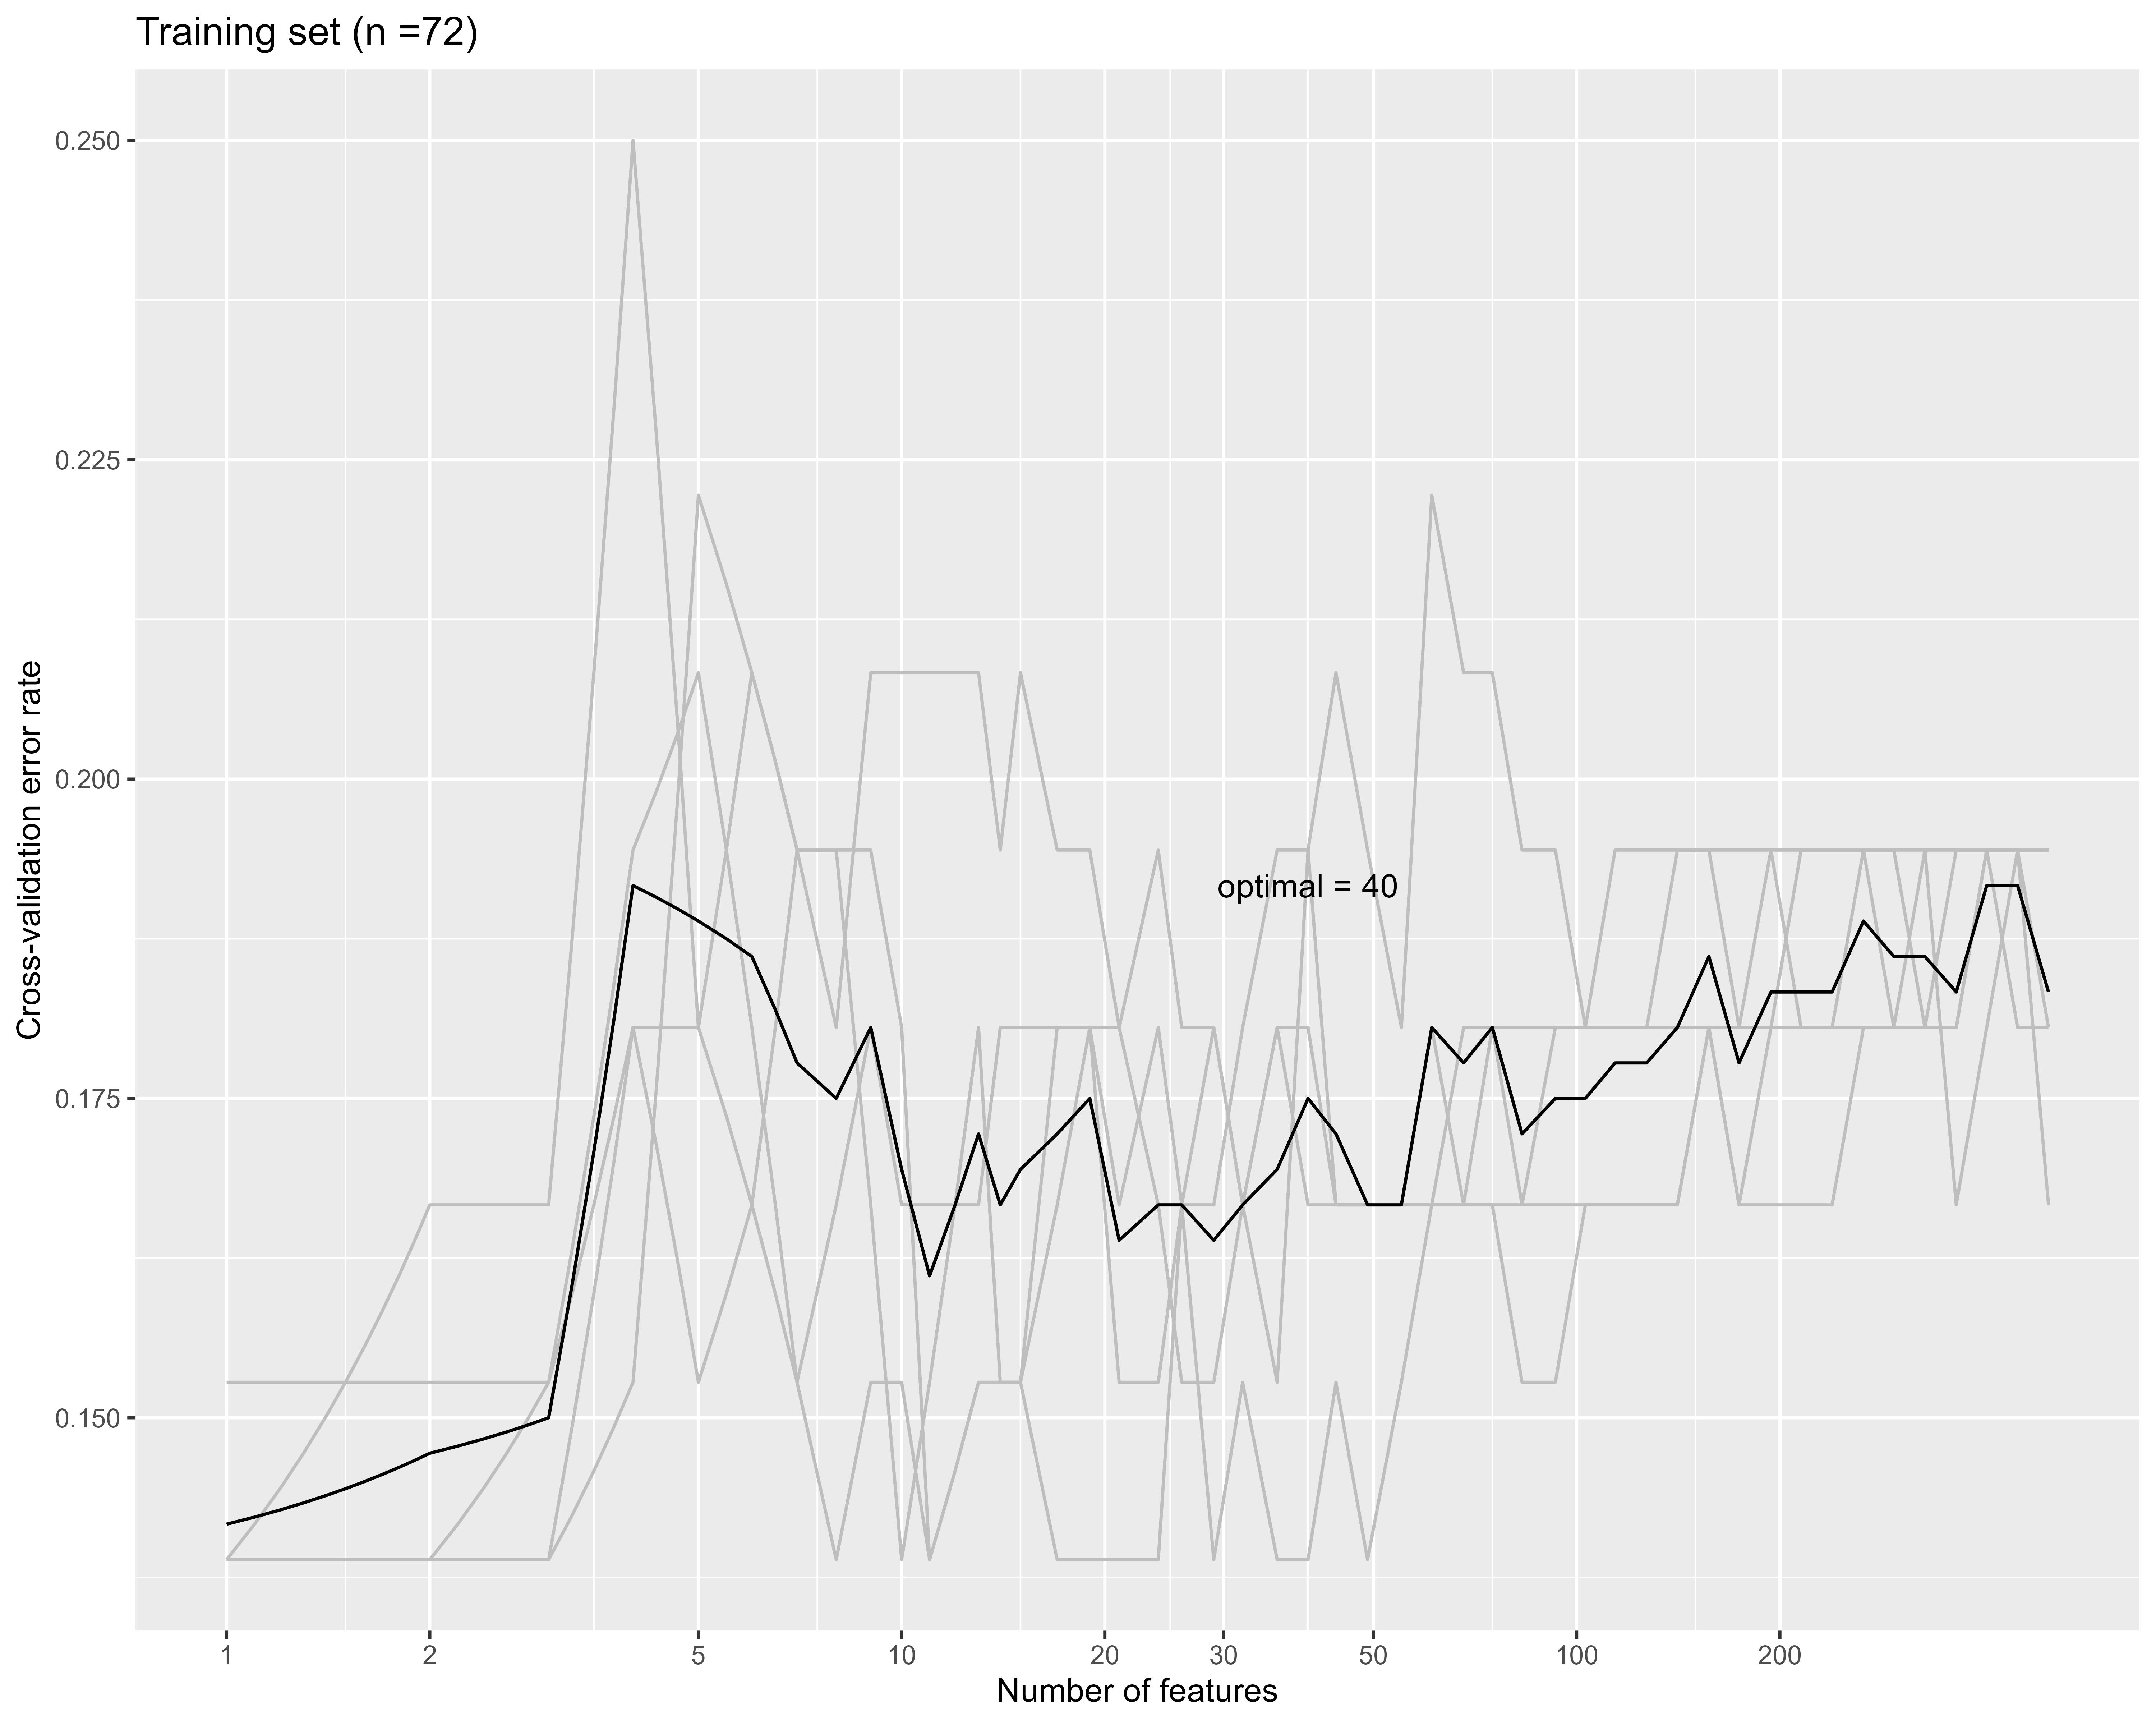 Training set (n =72)
Cross-validation error rate
0.250
0.225
0.200
0.175
0.150
optimal = 40
1 2 5 10 20 30 50 100 200
Number of features